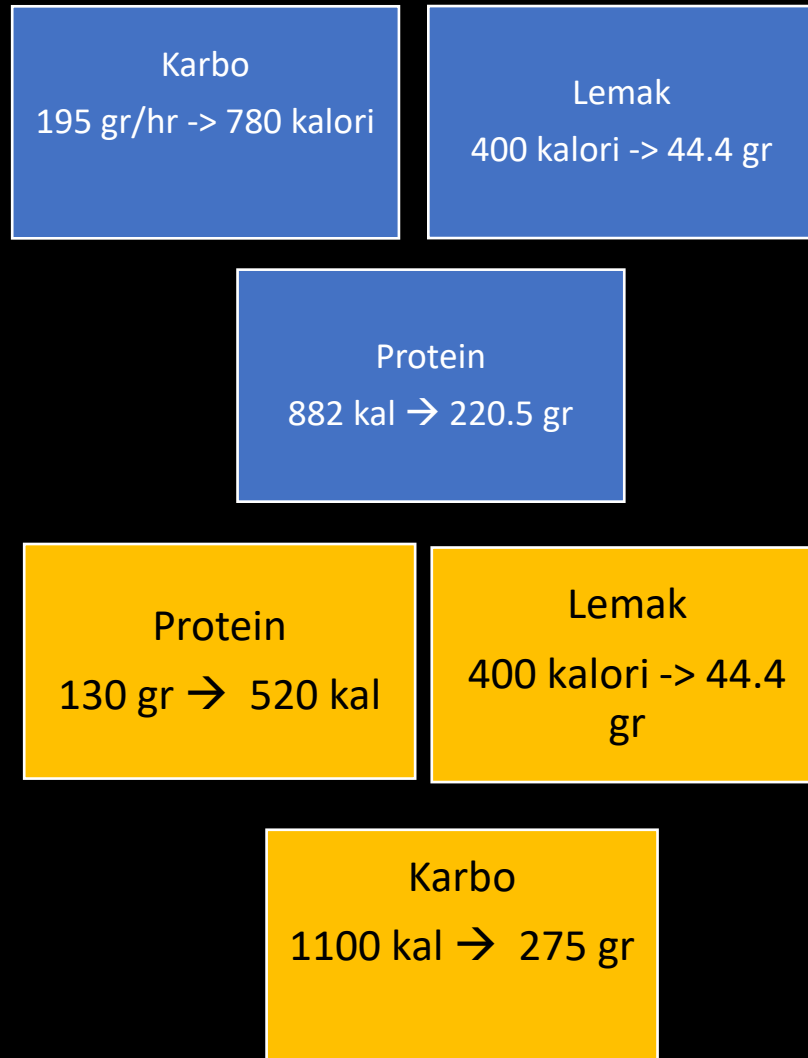 Karbo
195 gr/hr -> 780 kalori
Lemak
400 kalori -> 44.4 gr
Protein
882 kal → 220.5 gr
Protein
130 gr → 520 kal
Lemak
400 kalori -> 44.4
gr
Karbo
1100 kal → 275 gr